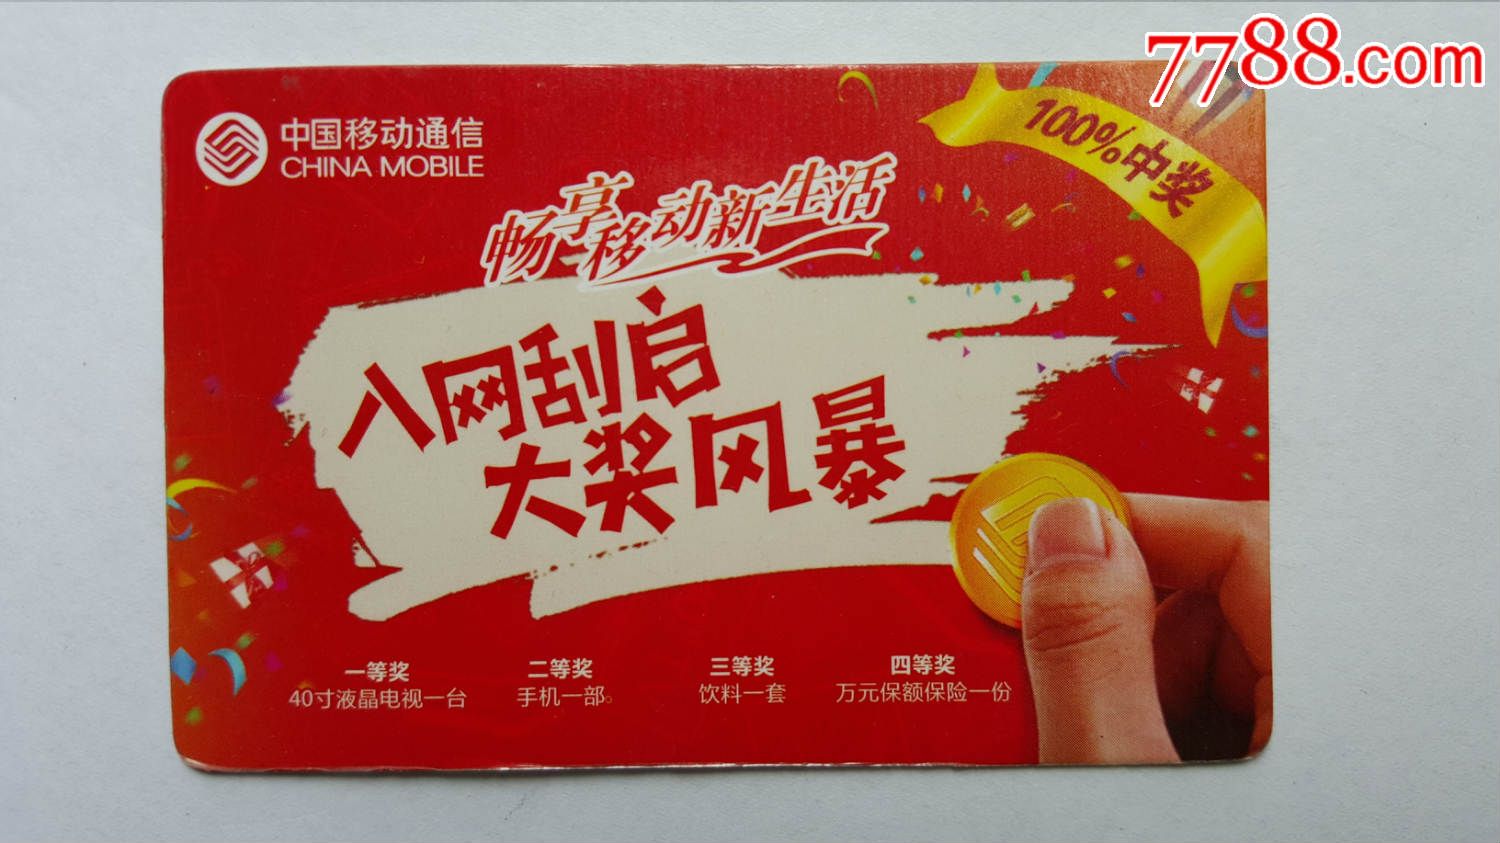 7788.com
中国移动通信
CHINA MOBILE
100%中奖
畅享移动新生活
入网刮启
大奖风暴
一等奖
40寸液晶电视一台
二等奖
手机一部。
三等奖
饮料一套
四等奖
万元保额保险一份